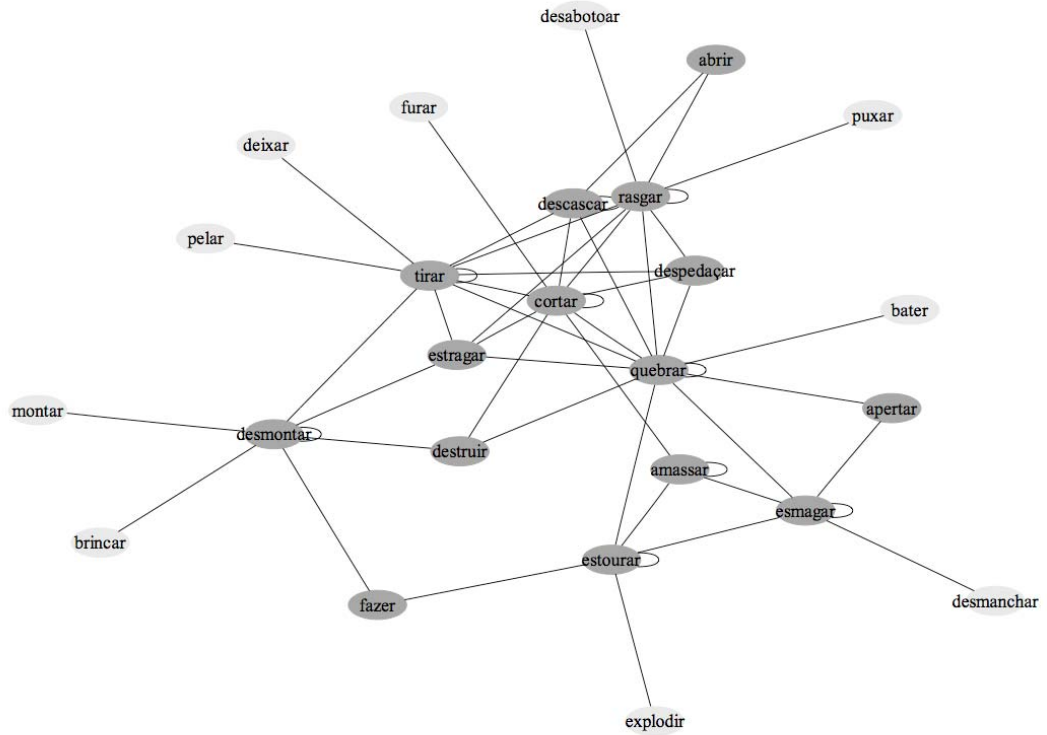 desabotoar
abrir
furar
puxar
deixar
descascar
rasgar
pelar
tirar
despedaçar
cortar
bater
estragar
quebrar
montar
apertar
desmontar
destruir
amassar
esmagar
brincar
estourar
fazer
desmanchar
explodir